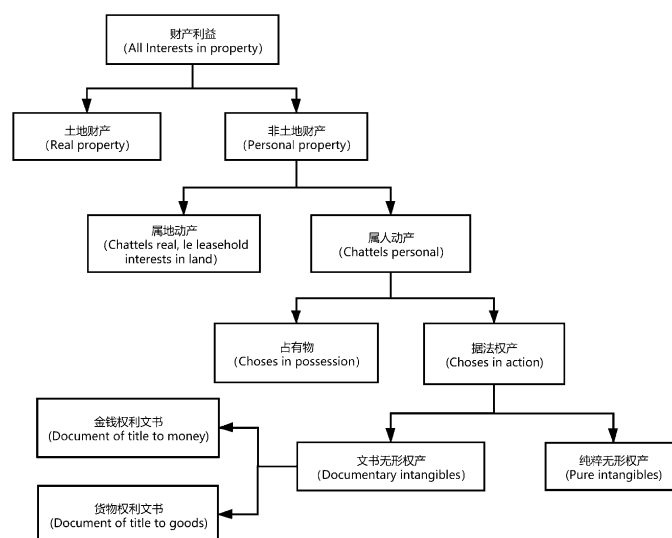 财产利益
（All Interests in property）
土地财产
（Real property）
非土地财产
（Personal property）
属地动产
（Chattels real, le leasehold
interests in land）
属人动产
（Chattels personal）
占有物
（Choses in possession）
据法权产
（Choses in action）
金钱权利文书
（Document of title to money）
文书无形权产
（Documentary intangibles）
纯粹无形权产
（Pure intangibles）
货物权利文书
（Document of title to goods）